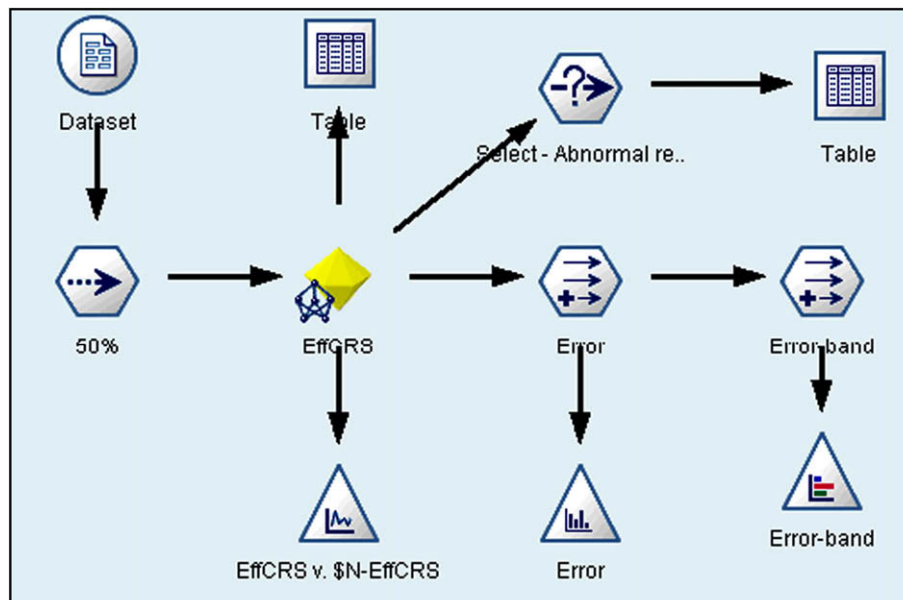 Dataset
Table
Select - Abnormal re..
Table
50%
EffCRS
Error
Error-band
EffCRS v. $N-EffCRS
Error
Error-band